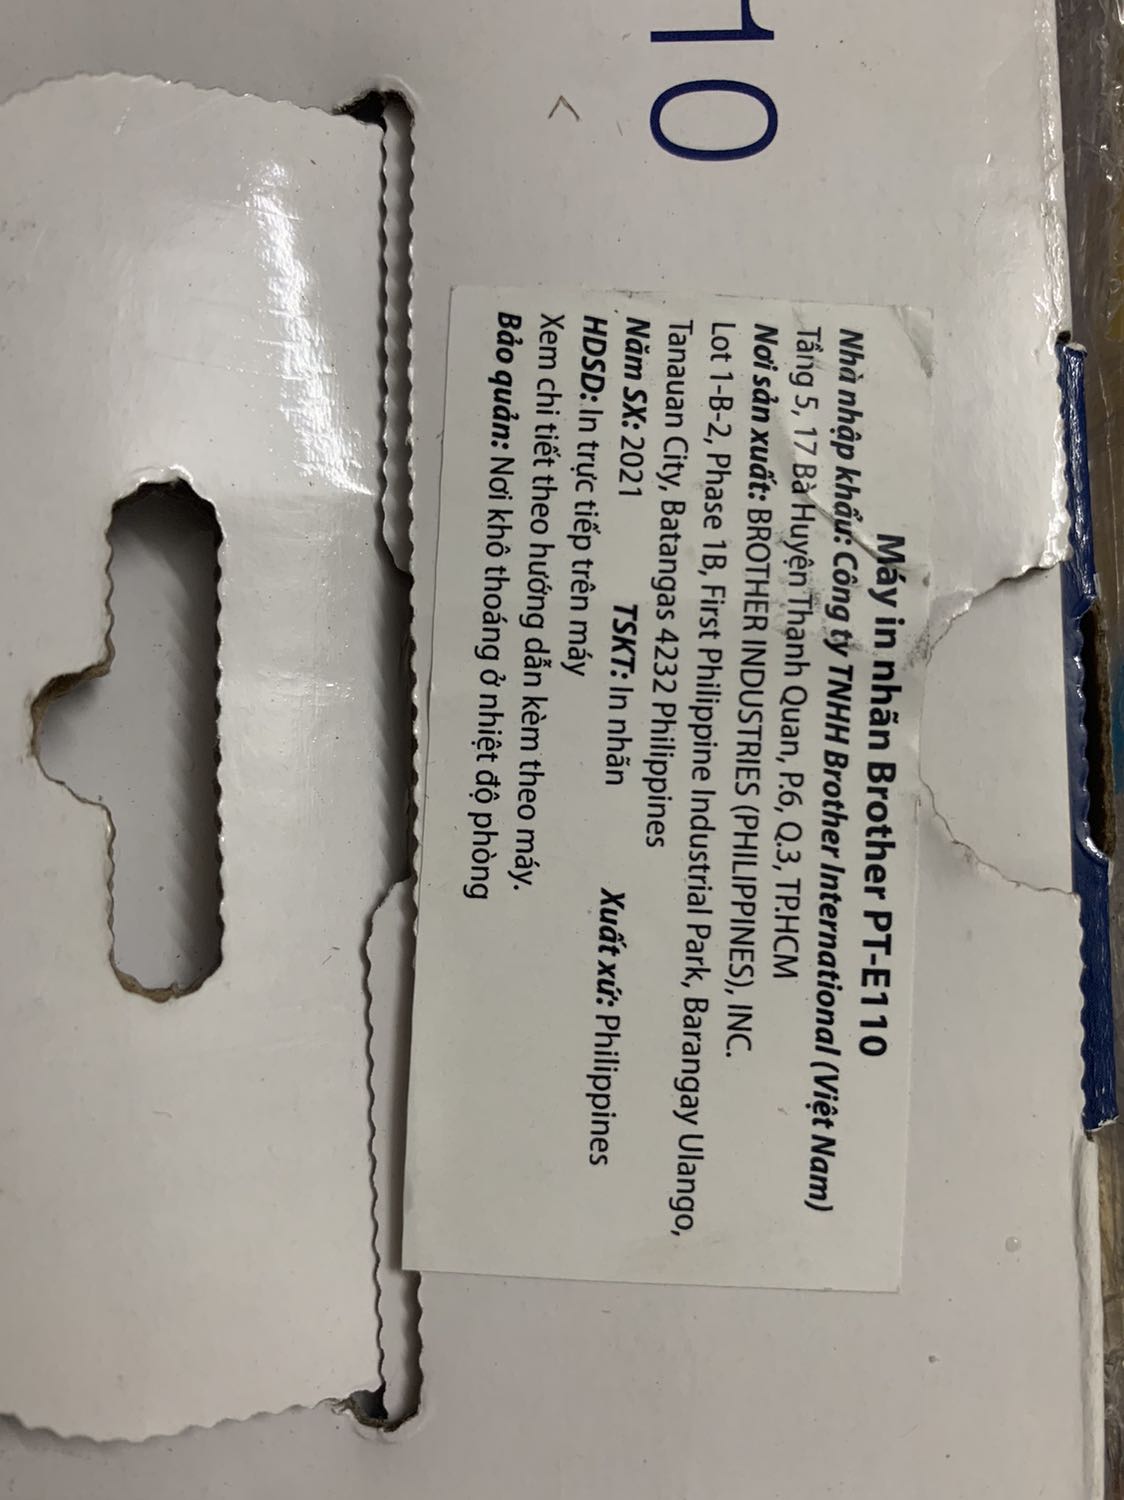 10
Máy in nhãn Brother PT-E110
Nhà nhập khẩu: Công ty TNHH Brother International (Việt Nam)
Tầng 5, 17 Bà Huyện Thanh Quan, P.6, Q.3, TP.HCM
Nơi sản xuất: BROTHER INDUSTRIES (PHILIPPINES), INC.
Lot 1-B-2, Phase 1B, First Philippine Industrial Park, Barangay Ulango,
Tanauan City, Batangas 4232 Philippines
Năm SX: 2021 TSKT: In nhãn Xuất xứ: Philippines
HDSD: In trực tiếp trên máy
Xem chi tiết theo hướng dẫn kèm theo máy.
Bảo quản: Nơi khô thoáng ở nhiệt độ phòng